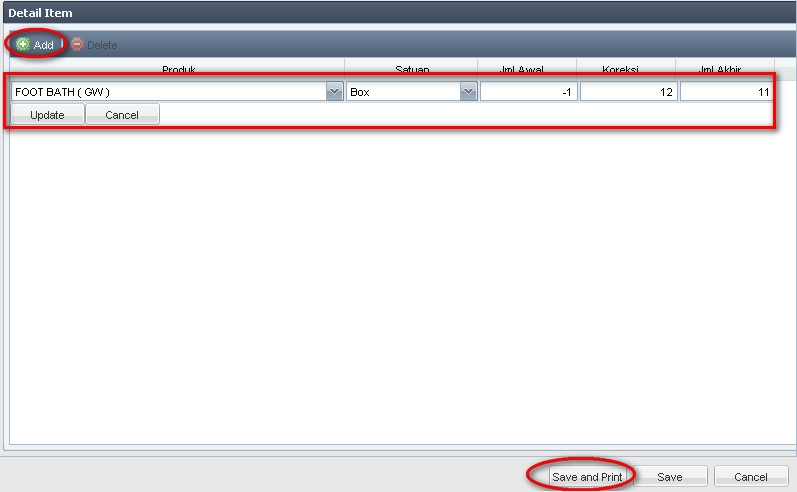 Detail Item
Add Delete
Produk Satuan Jml Awal Koreksi Jml Akhir
FOOT BATH ( GW ) Box -1 12 11
Update Cancel
Save and Print Save Cancel